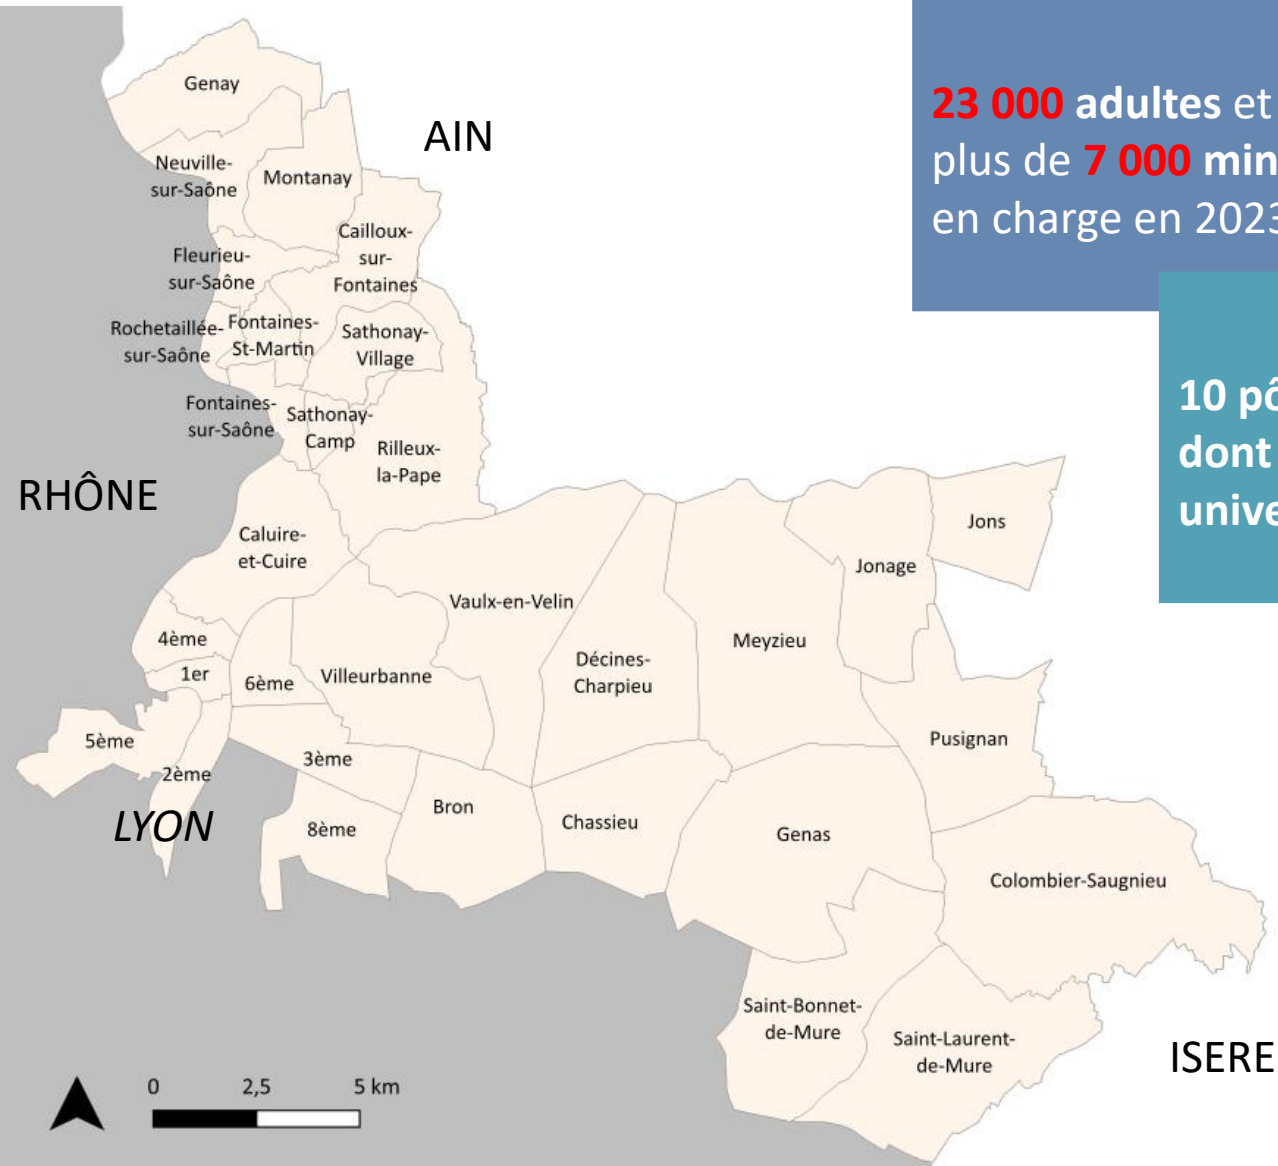 Genay
AIN
23 000 adultes et
plus de 7 000
en charge en
Neuville-
sur-Saône
Montanay
Cailloux-
sur-
Fontaines
Fleurieu-
sur-Saône
Rochetaillée-
sur-Saône
Fontaines-
St-Martin
Sathonay-
Village
Fontaines-
sur-Saône
Sathonay-
Camp
Rilleux-
la-Pape
10
dont
RHÔNE
Caluire-
et-Cuire
Jons
Jonage
Vaulx-en-Velin
4ème
Meyzieu
1er
6ème
Villeurbanne
Décines-
Charpieu
5ème
2ème
3ème
Pusignan
LYON
8ème
Bron
Chassieu
Genas
Colombier-Saugnieu
Saint-Bonnet-
de-Mure
Saint-Laurent-
de-Mure
ISERE
0 2,5 5 km